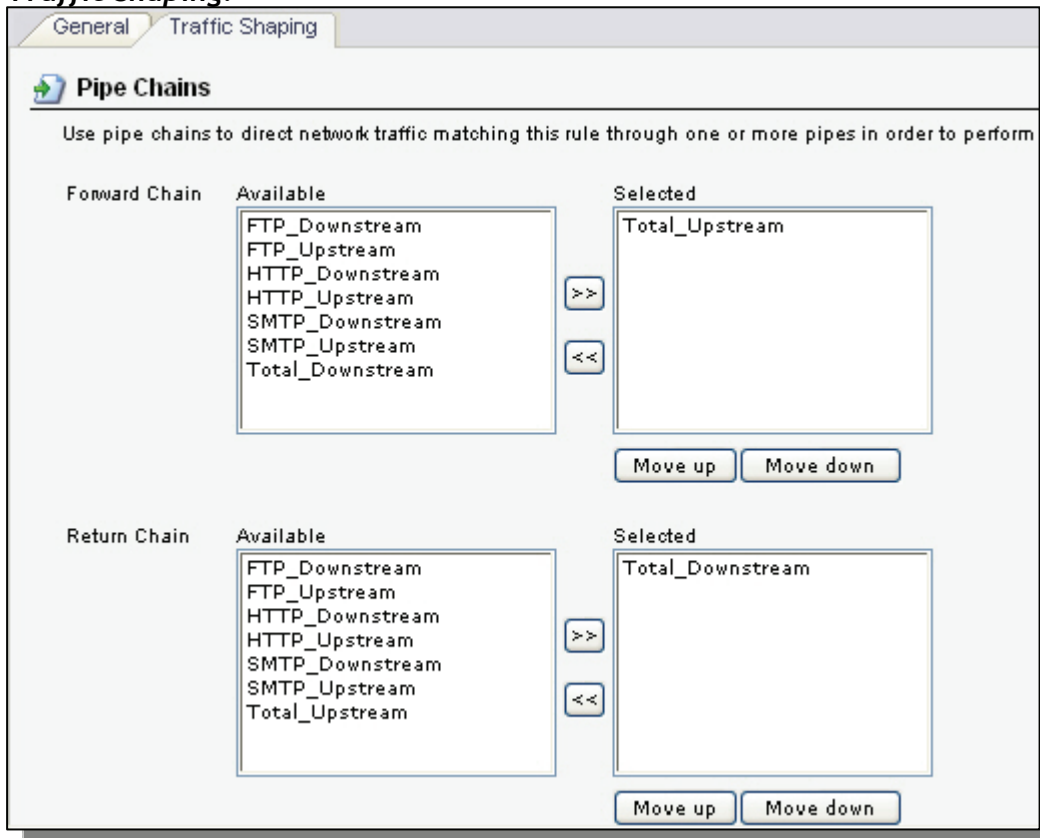 Traffic Shaping:
General Traffic Shaping
Pipe Chains
Use pipe chains to direct network traffic matching this rule through one or more pipes in order to perform
Forward Chain Available Selected
FTP_Downstream Total_Upstream
FTP_Upstream
HTTP_Downstream
HTTP_Upstream
SMTP_Downstream
SMTP_Upstream
Total_Downstream
>>
<<
Move up Move down
Return Chain Available Selected
FTP_Downstream Total_Downstream
FTP_Upstream
HTTP_Downstream
HTTP_Upstream
SMTP_Downstream
SMTP_Upstream
Total_Upstream
>>
<<
Move up Move down